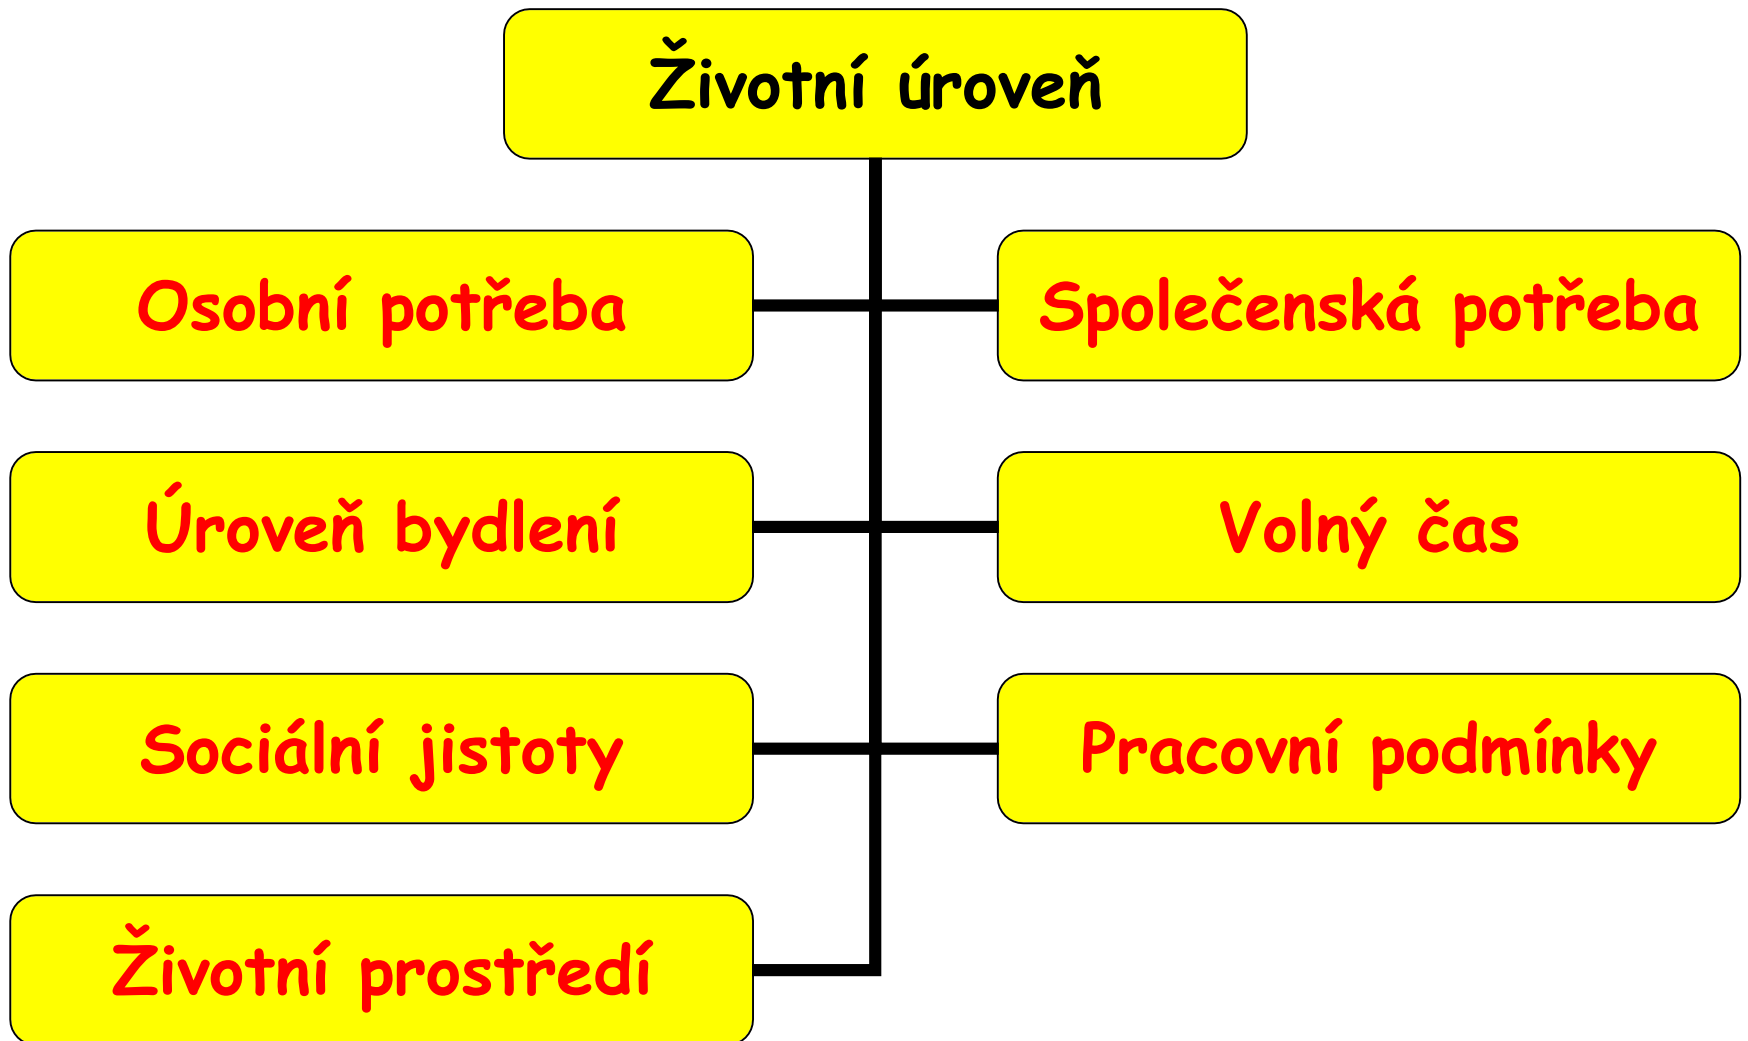 Životní úroveň
Osobní potřeba
Společenská potřeba
Úroveň bydlení
Volný čas
Sociální jistoty
Pracovní podmínky
Životní prostředí